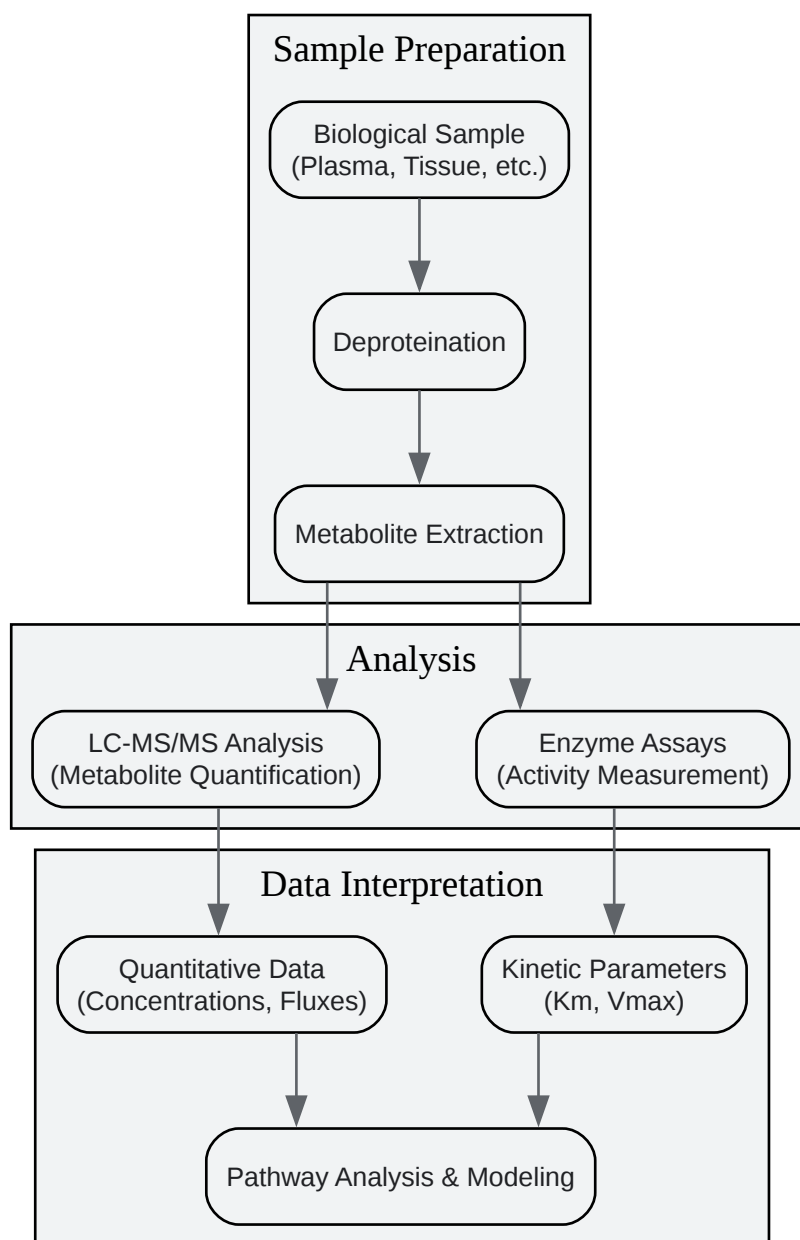 Sample Preparation
Biological Sample
(Plasma, Tissue, etc.)
Deproteination
Metabolite Extraction
Analysis
LC-MS/MS Analysis
(Metabolite Quantification)
Enzyme Assays
(Activity Measurement)
Data Interpretation
Quantitative Data
(Concentrations, Fluxes)
Kinetic Parameters
(Km, Vmax)
Pathway Analysis & Modeling